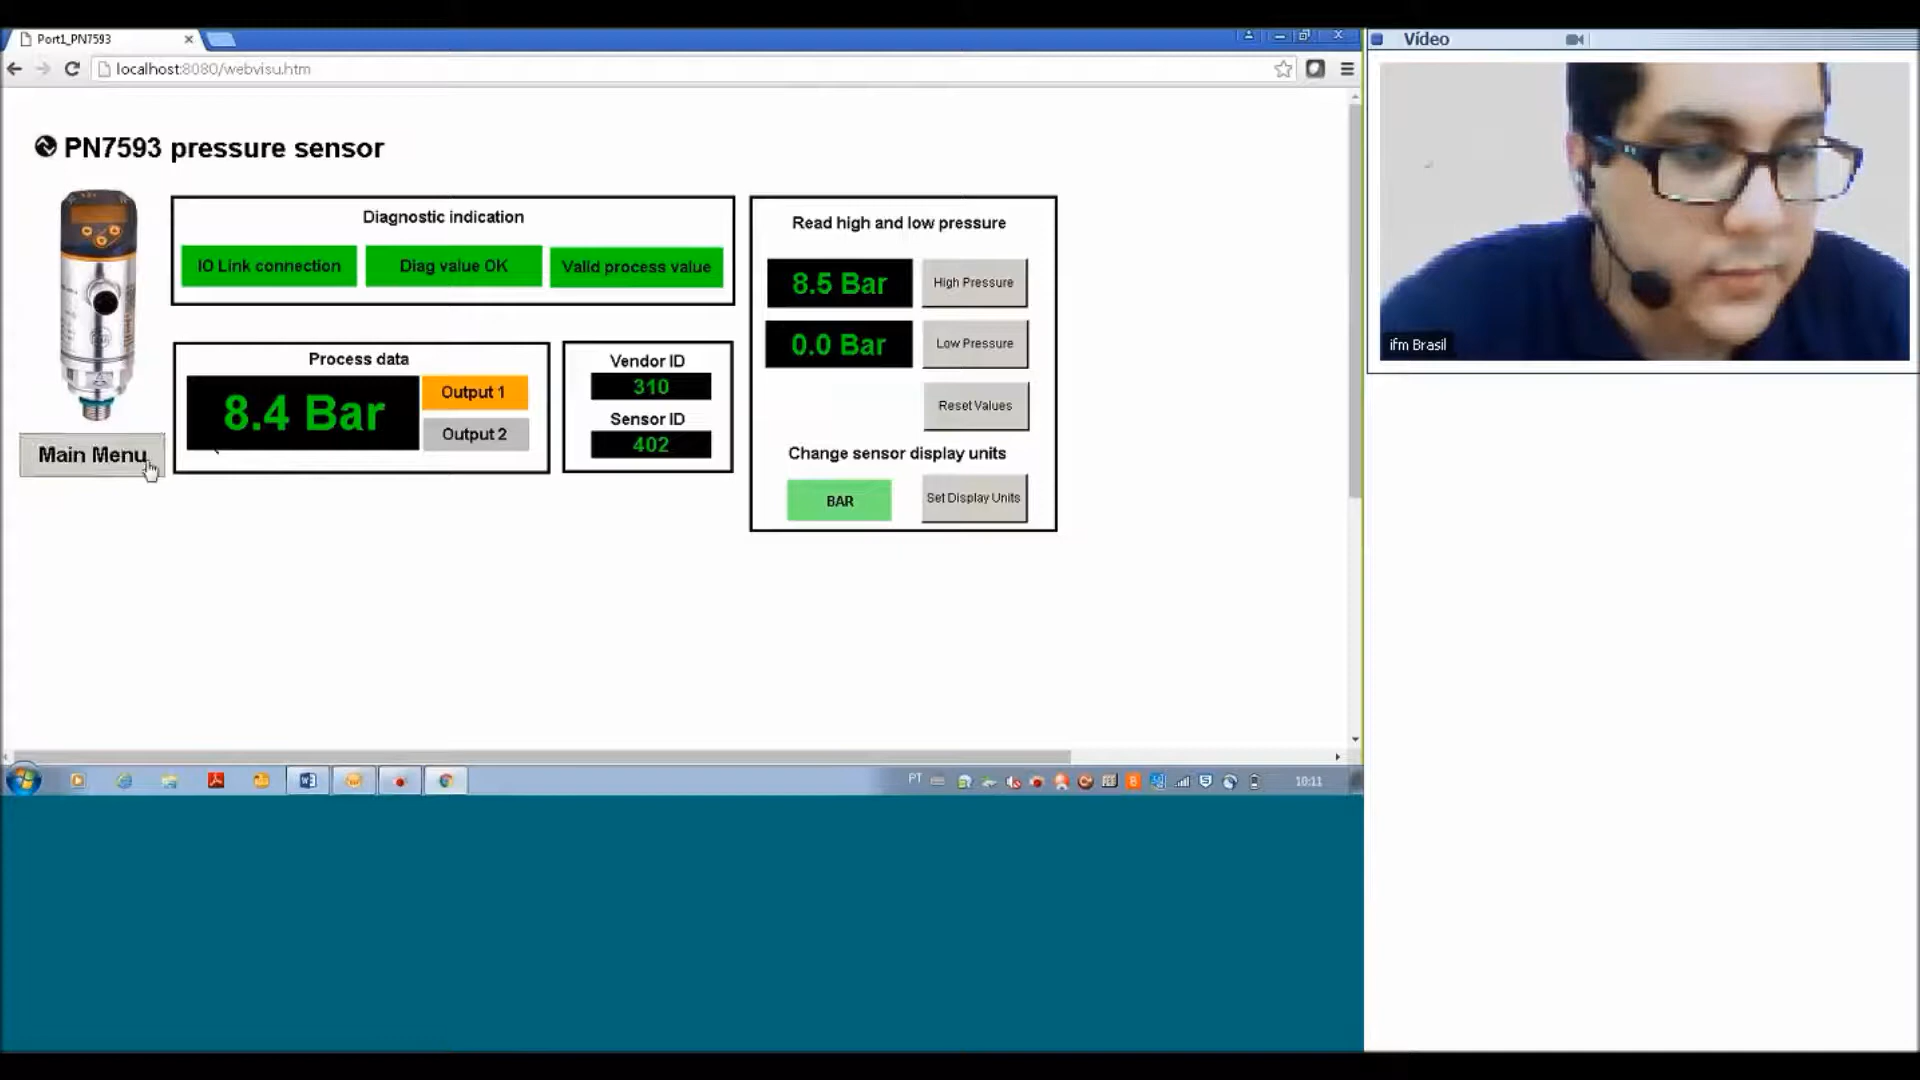 Port1_PN7593
localhost:8080/webvisu.htm
PN7593 pressure sensor
Diagnostic indication
IO Link connection
Diag value OK
Valid process value
Process data
8.4 Bar
Output 1
Output 2
Vendor ID
310
Sensor ID
402
Main Menu
Read high and low pressure
8.5 Bar
High Pressure
0.0 Bar
Low Pressure
Reset Values
Change sensor display units
BAR
Set Display Units
PT
10:11
Vídeo
ifm Brasil